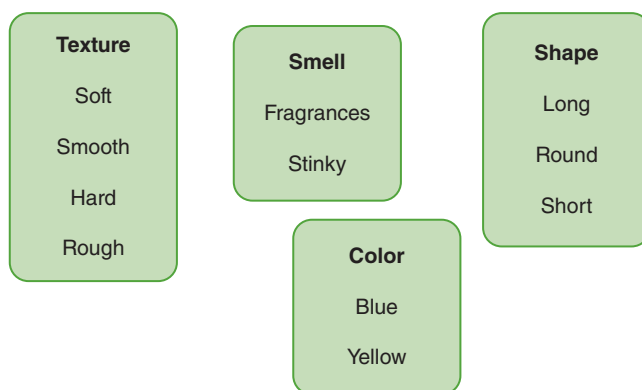 Texture
Soft
Smooth
Hard
Rough
Smell
Fragrances
Stinky
Shape
Long
Round
Short
Color
Blue
Yellow